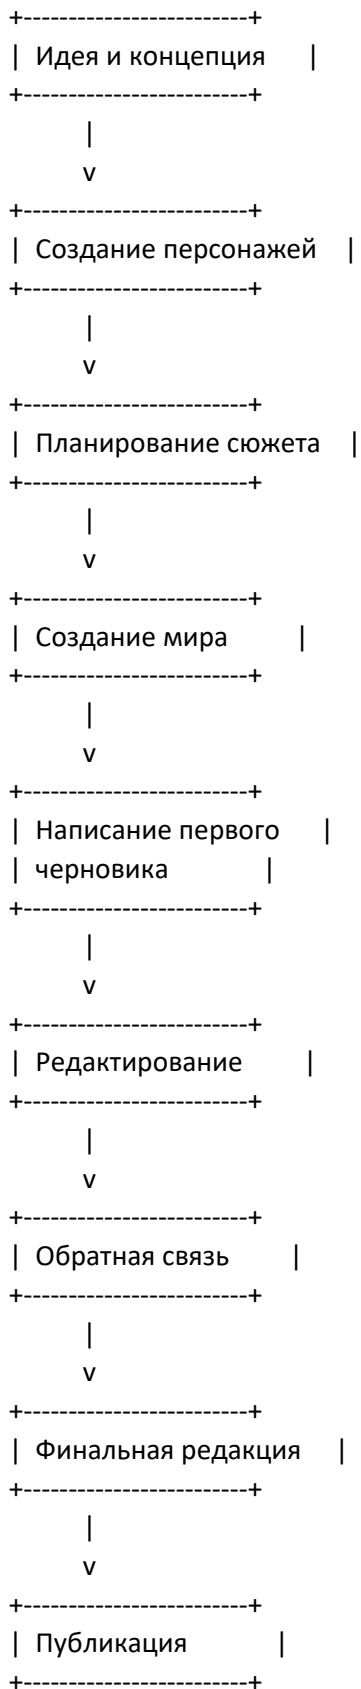 +-------------------------+
| Идея и концепция |
+-------------------------+
|
v
+-------------------------+
| Создание персонажей |
+-------------------------+
|
v
+-------------------------+
| Планирование сюжета |
+-------------------------+
|
v
+-------------------------+
| Создание мира |
+-------------------------+
|
v
+-------------------------+
| Написание первого |
| черновика |
+-------------------------+
|
v
+-------------------------+
| Редактирование |
+-------------------------+
|
v
+-------------------------+
| Обратная связь |
+-------------------------+
|
v
+-------------------------+
| Финальная редакция |
+-------------------------+
|
v
+-------------------------+
| Публикация |
+-------------------------+